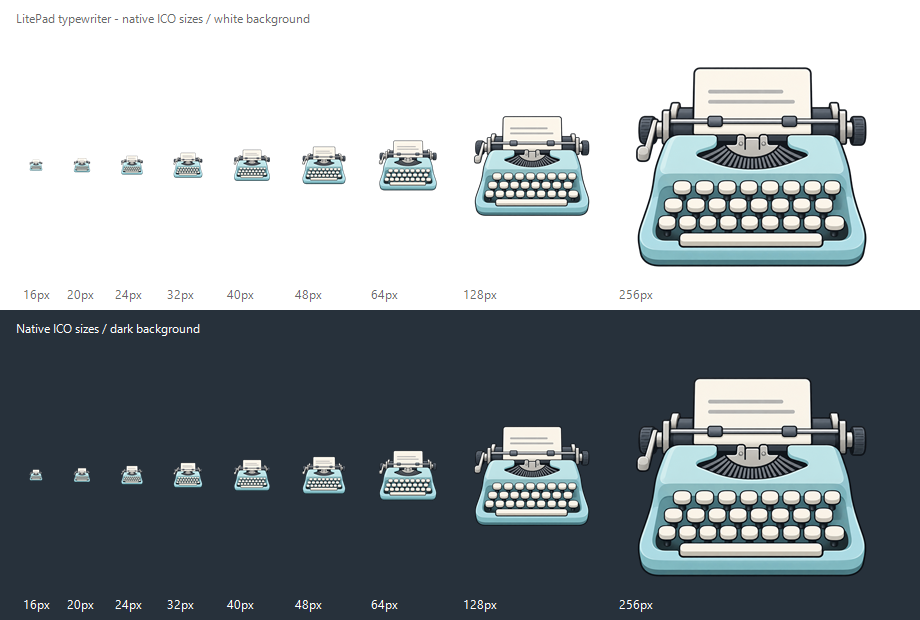 LitePad typewriter - native ICO sizes / white background
16px 20px 24px 32px 40px 48px 64px 128px 256px
Native ICO sizes / dark background
16px 20px 24px 32px 40px 48px 64px 128px 256px